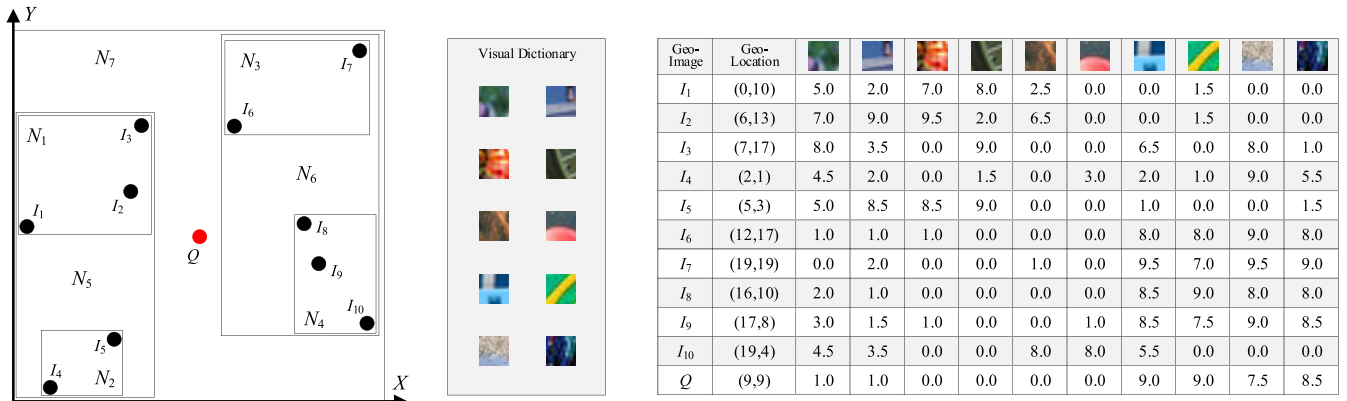 Y
N7
N3
I7
I6
N1
I3
N6
I2
I1
I8
Q
I9
N5
I10
N4
I5
I4
N2
X
Visual Dictionary
Geo-Image Geo-Location
I1 (0,10) 5.0 2.0 7.0 8.0 2.5 0.0 0.0 1.5 0.0 0.0
I2 (6,13) 7.0 9.0 9.5 2.0 6.5 0.0 0.0 1.5 0.0 0.0
I3 (7,17) 8.0 3.5 0.0 9.0 0.0 0.0 6.5 0.0 8.0 1.0
I4 (2,1) 4.5 2.0 0.0 1.5 0.0 3.0 2.0 1.0 9.0 5.5
I5 (5,3) 5.0 8.5 8.5 9.0 0.0 0.0 1.0 0.0 0.0 1.5
I6 (12,17) 1.0 1.0 1.0 0.0 0.0 0.0 8.0 8.0 9.0 8.0
I7 (19,19) 0.0 2.0 0.0 0.0 1.0 0.0 9.5 7.0 9.5 9.0
I8 (16,10) 2.0 1.0 0.0 0.0 0.0 0.0 8.5 9.0 8.0 8.0
I9 (17,8) 3.0 1.5 1.0 0.0 0.0 1.0 8.5 7.5 9.0 8.5
I10 (19,4) 4.5 3.5 0.0 0.0 8.0 8.0 5.5 0.0 0.0 0.0
Q (9,9) 1.0 1.0 0.0 0.0 0.0 0.0 9.0 9.0 7.5 8.5